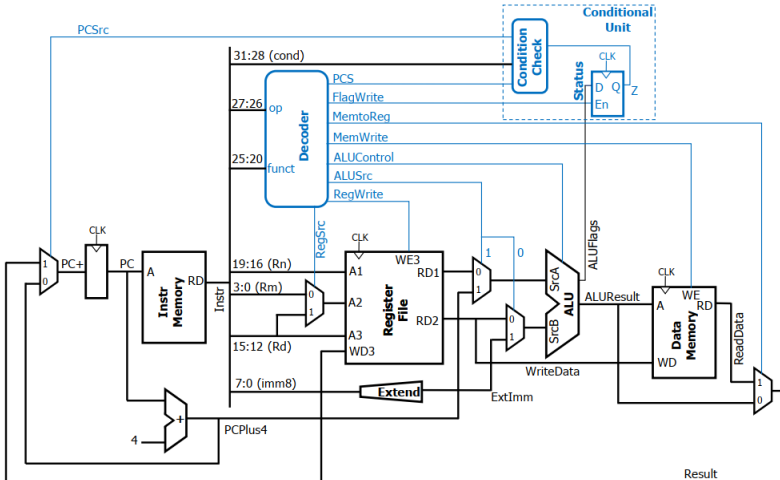 PCSrc
Conditional
Unit
31:28 (cond)
Condition
Check
CLK
Status
D
Q
Z
En
PCS
27:26
op
FlagWrite
MemtoReg
Decoder
MemWrite
25:20
funct
ALUControl
ALUSrc
RegWrite
RegSrc
1
0
ALUFlags
CLK
CLK
CLK
1
0
PC+
PC
A
RD
Instr
Memory
Instr
19:16 (Rn)
3:0 (Rm)
0
1
15:12 (Rd)
A1
A2
A3
WD3
WE3
RD1
RD2
Register
File
0
1
0
1
SrcA
SrcB
ALU
ALUResult
A
WE
RD
Data
Memory
WD
ReadData
WriteData
1
0
7:0 (imm8)
Extend
ExtImm
+
4
PCPlus4
Result